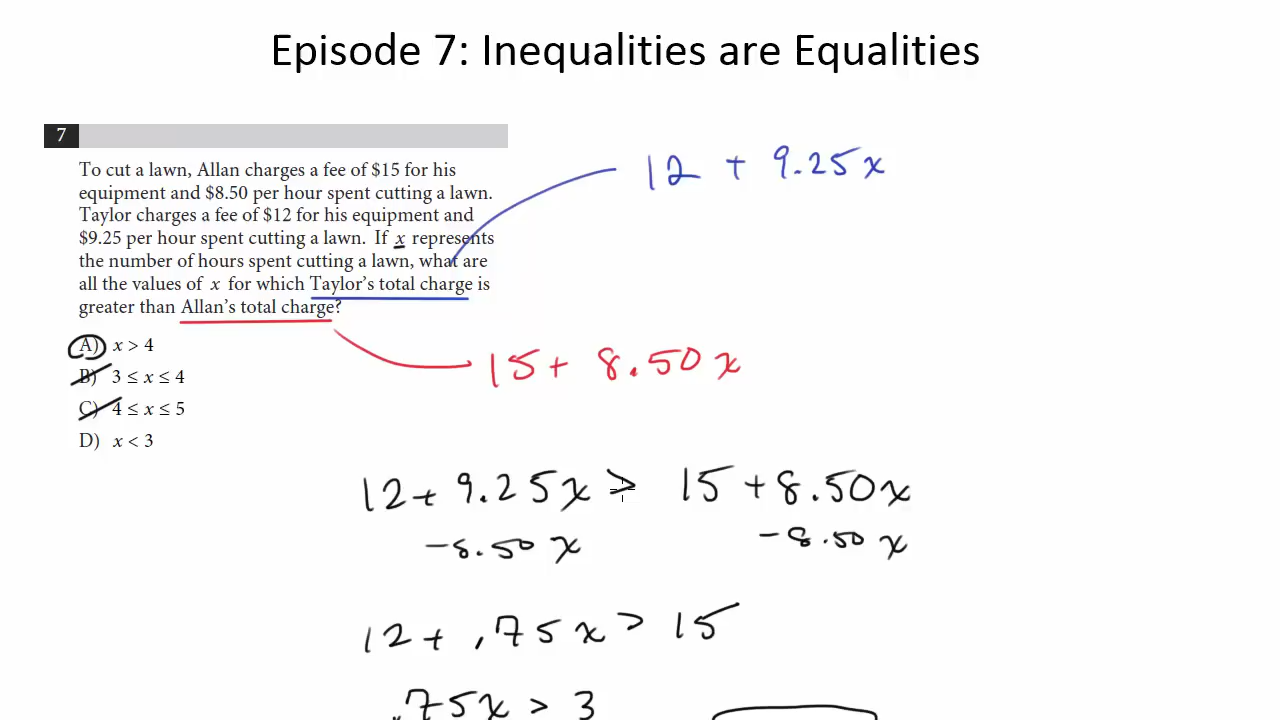 Episode 7: Inequalities are Equalities
7
To cut a lawn, Allan charges a fee of $15 for his
equipment and $8.50 per hour spent cutting a lawn.
Taylor charges a fee of $12 for his equipment and
$9.25 per hour spent cutting a lawn. If x represents
the number of hours spent cutting a lawn, what are
all the values of x for which Taylor's total charge is
greater than Allan's total charge?
A) x > 4
B) 3 ≤ x ≤ 4
C) 4 ≤ x ≤ 5
D) x < 3
12 + 9.25x
15 + 8.50x
12 + 9.25x > 15 + 8.50x
-8.50x -8.50x
12 + .75x > 15
.75x > 3